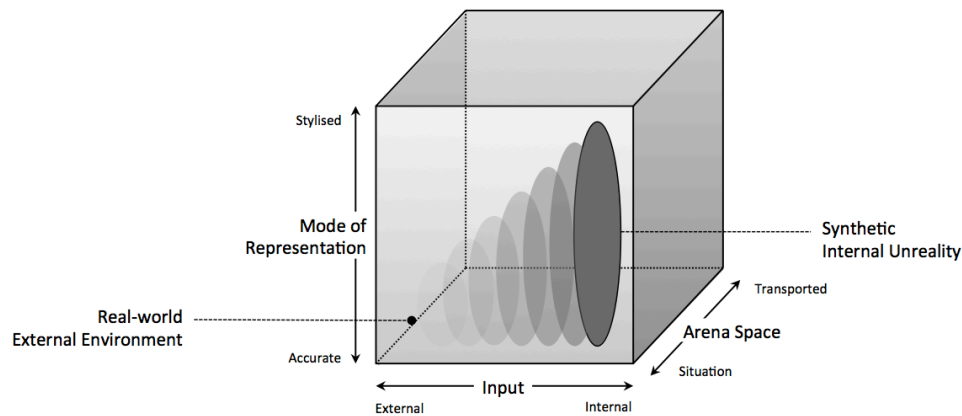 Stylised
Mode of
Representation
Synthetic
Internal Unreality
Transported
Real-world
External Environment
Arena Space
Accurate
Situation
Input
External
Internal